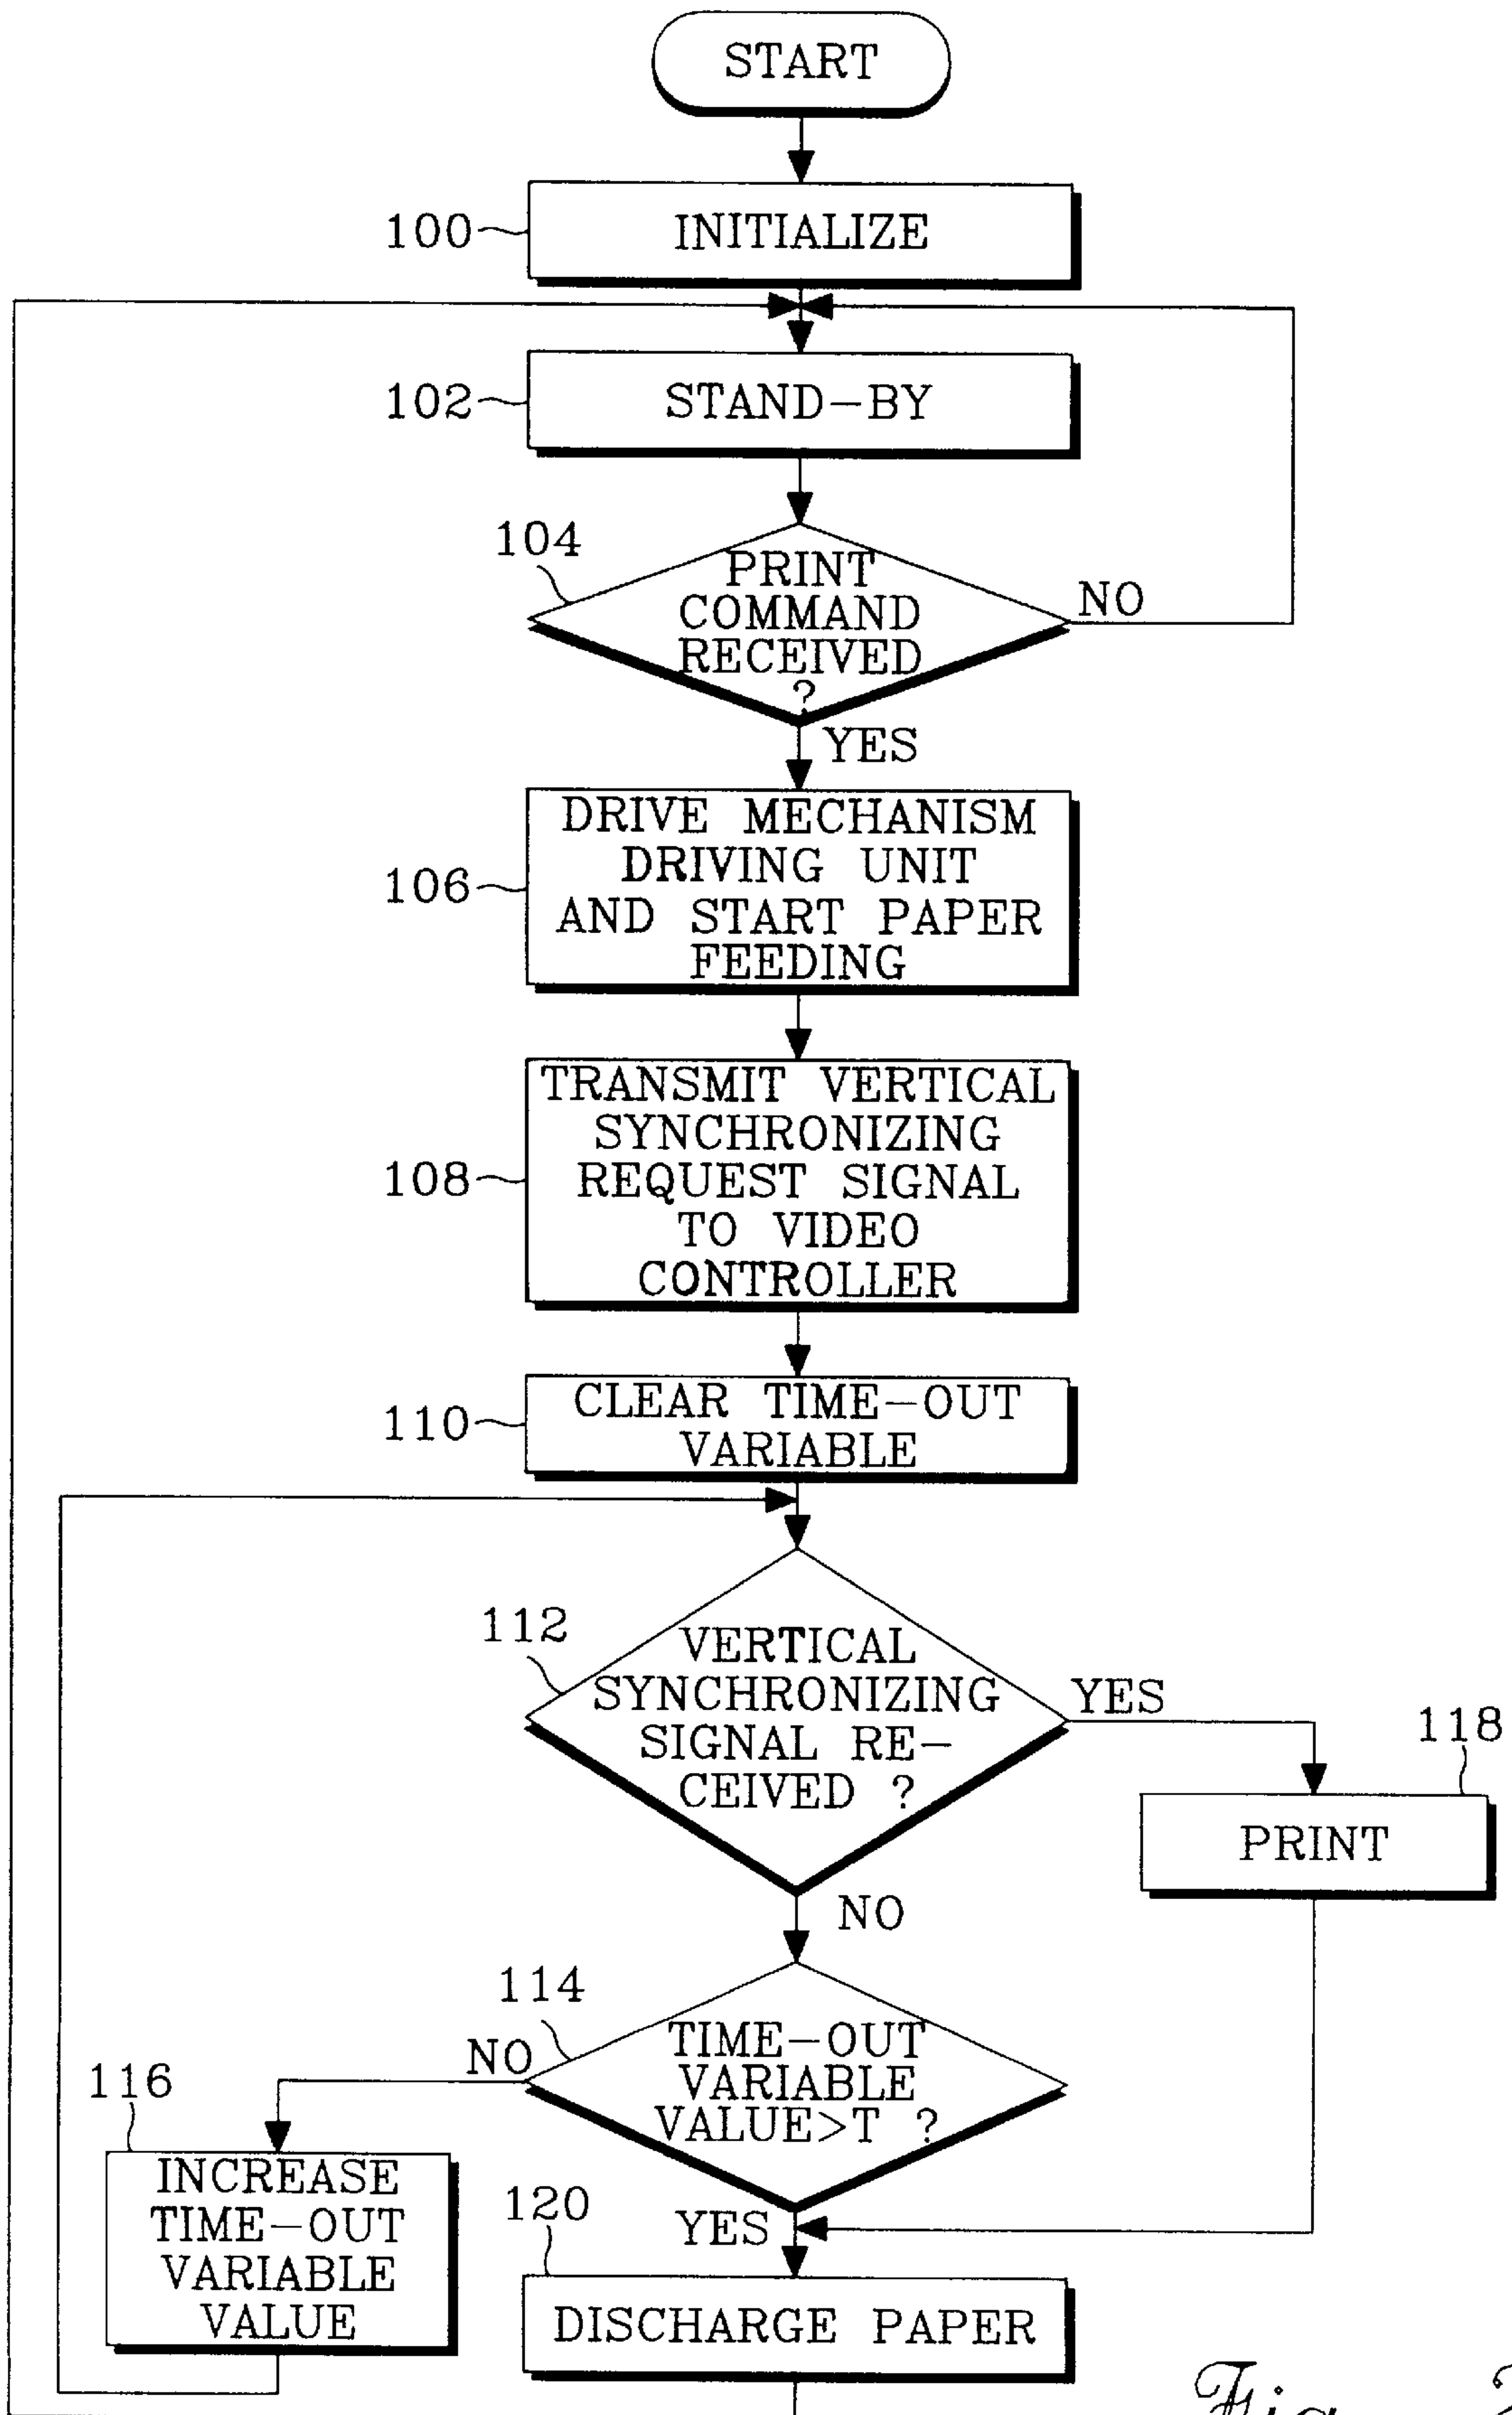 START
100
INITIALIZE
102
STAND-BY
104
PRINT
COMMAND
RECEIVED
?
NO
YES
106
DRIVE MECHANISM
DRIVING UNIT
AND START PAPER
FEEDING
108
TRANSMIT VERTICAL
SYNCHRONIZING
REQUEST SIGNAL
TO VIDEO
CONTROLLER
110
CLEAR TIME-OUT
VARIABLE
112
VERTICAL
SYNCHRONIZING
SIGNAL RE-
CEIVED ?
YES
118
PRINT
NO
114
TIME-OUT
VARIABLE
VALUE>T ?
NO
116
INCREASE
TIME-OUT
VARIABLE
VALUE
YES
120
DISCHARGE PAPER
Fig.